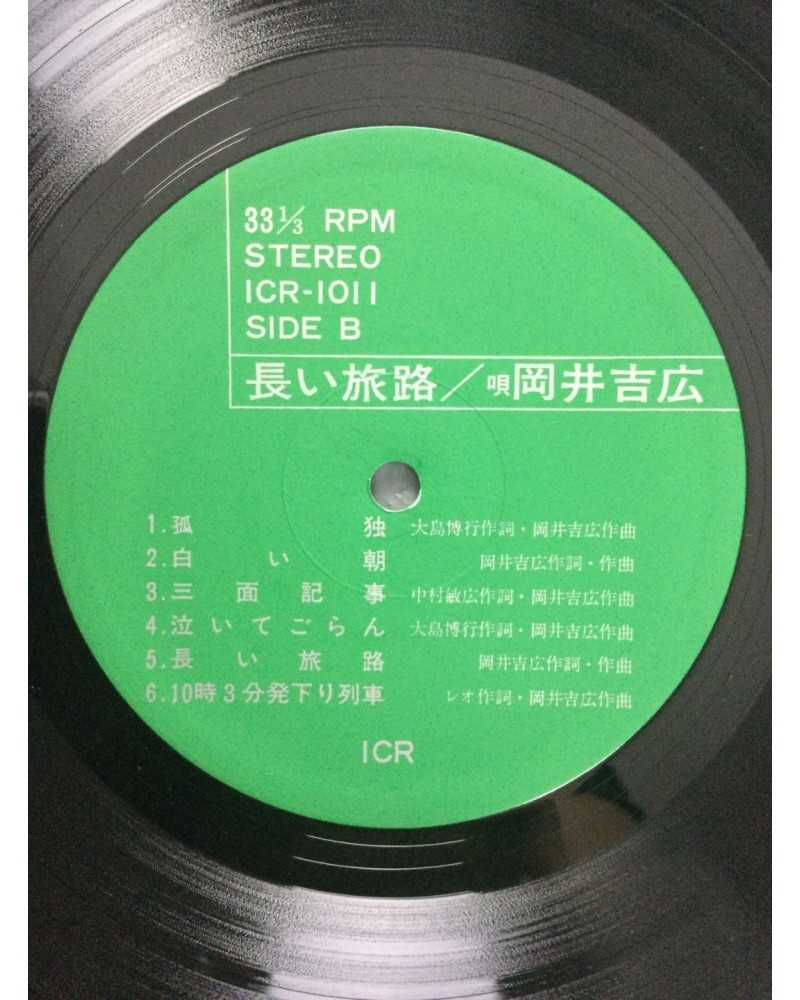 33⅓ RPM
STEREO
ICR-1011
SIDE B
長い旅路／唄岡井吉広
1.孤独 大島博行作詞・岡井吉広作曲
2.白い朝 岡井吉広作詞・作曲
3.三面記事 中村敏広作詞・岡井吉広作曲
4.泣いてごらん 大島博行作詞・岡井吉広作曲
5.長い旅路 岡井吉広作詞・作曲
6.10時3分発下り列車 レオ作詞・岡井吉広作曲
ICR